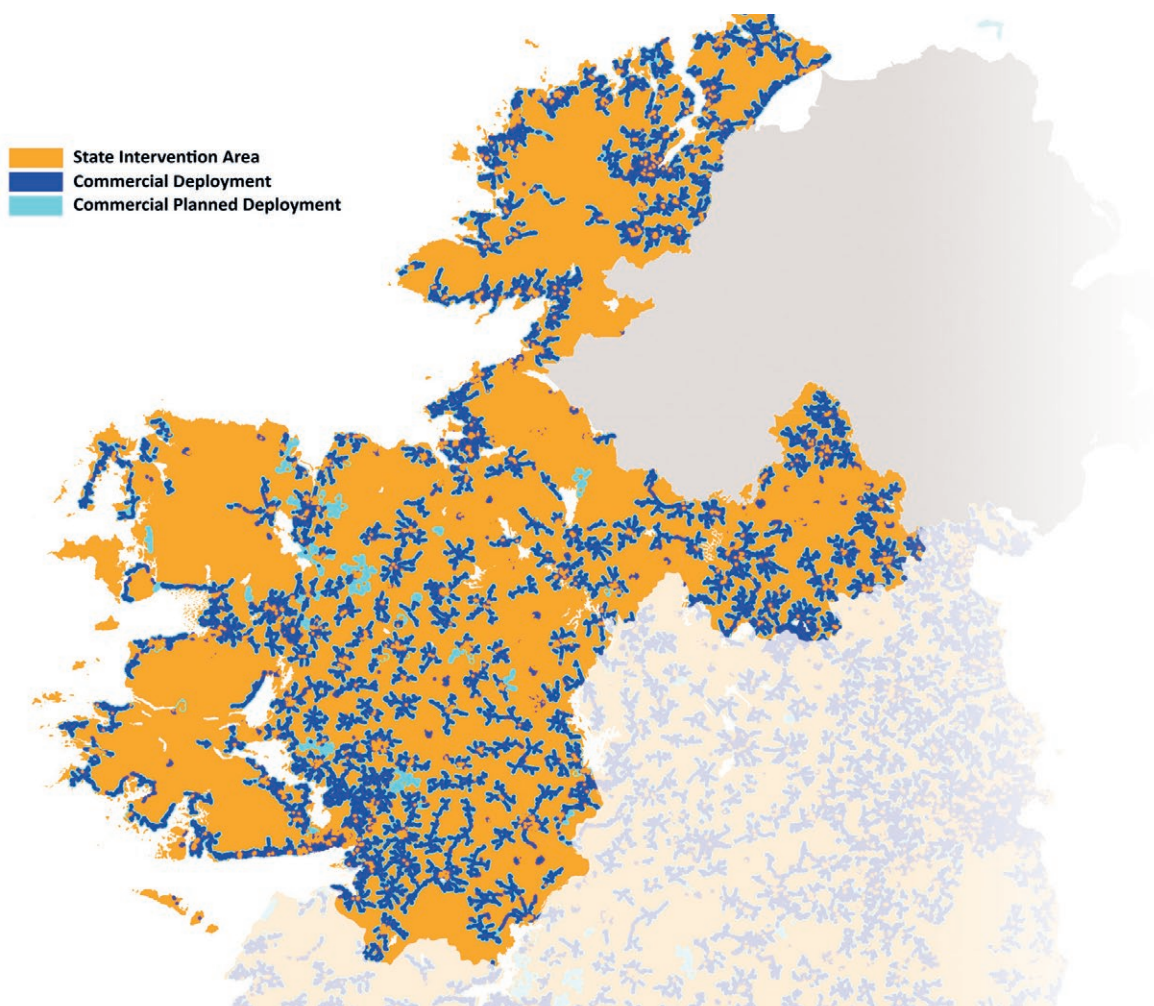 State Intervention Area
Commercial Deployment
Commercial Planned Deployment